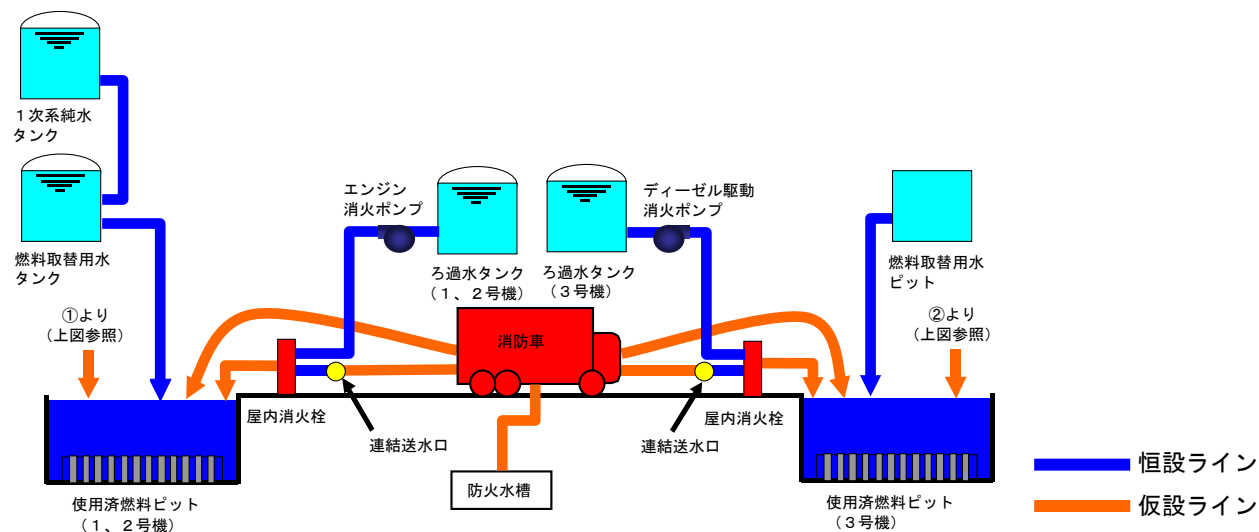 1次系純水
タンク
燃料取替用水
タンク
①より
(上図参照)
エンジン
消火ポンプ
ろ過水タンク
(1、2号機)
ディーゼル駆動
消火ポンプ
ろ過水タンク
(3号機)
燃料取替用水
ピット
②より
(上図参照)
消防車
屋内消火栓
連結送水口
防火水槽
連結送水口
屋内消火栓
使用済燃料ピット
(1、2号機)
使用済燃料ピット
(3号機)
恒設ライン
仮設ライン